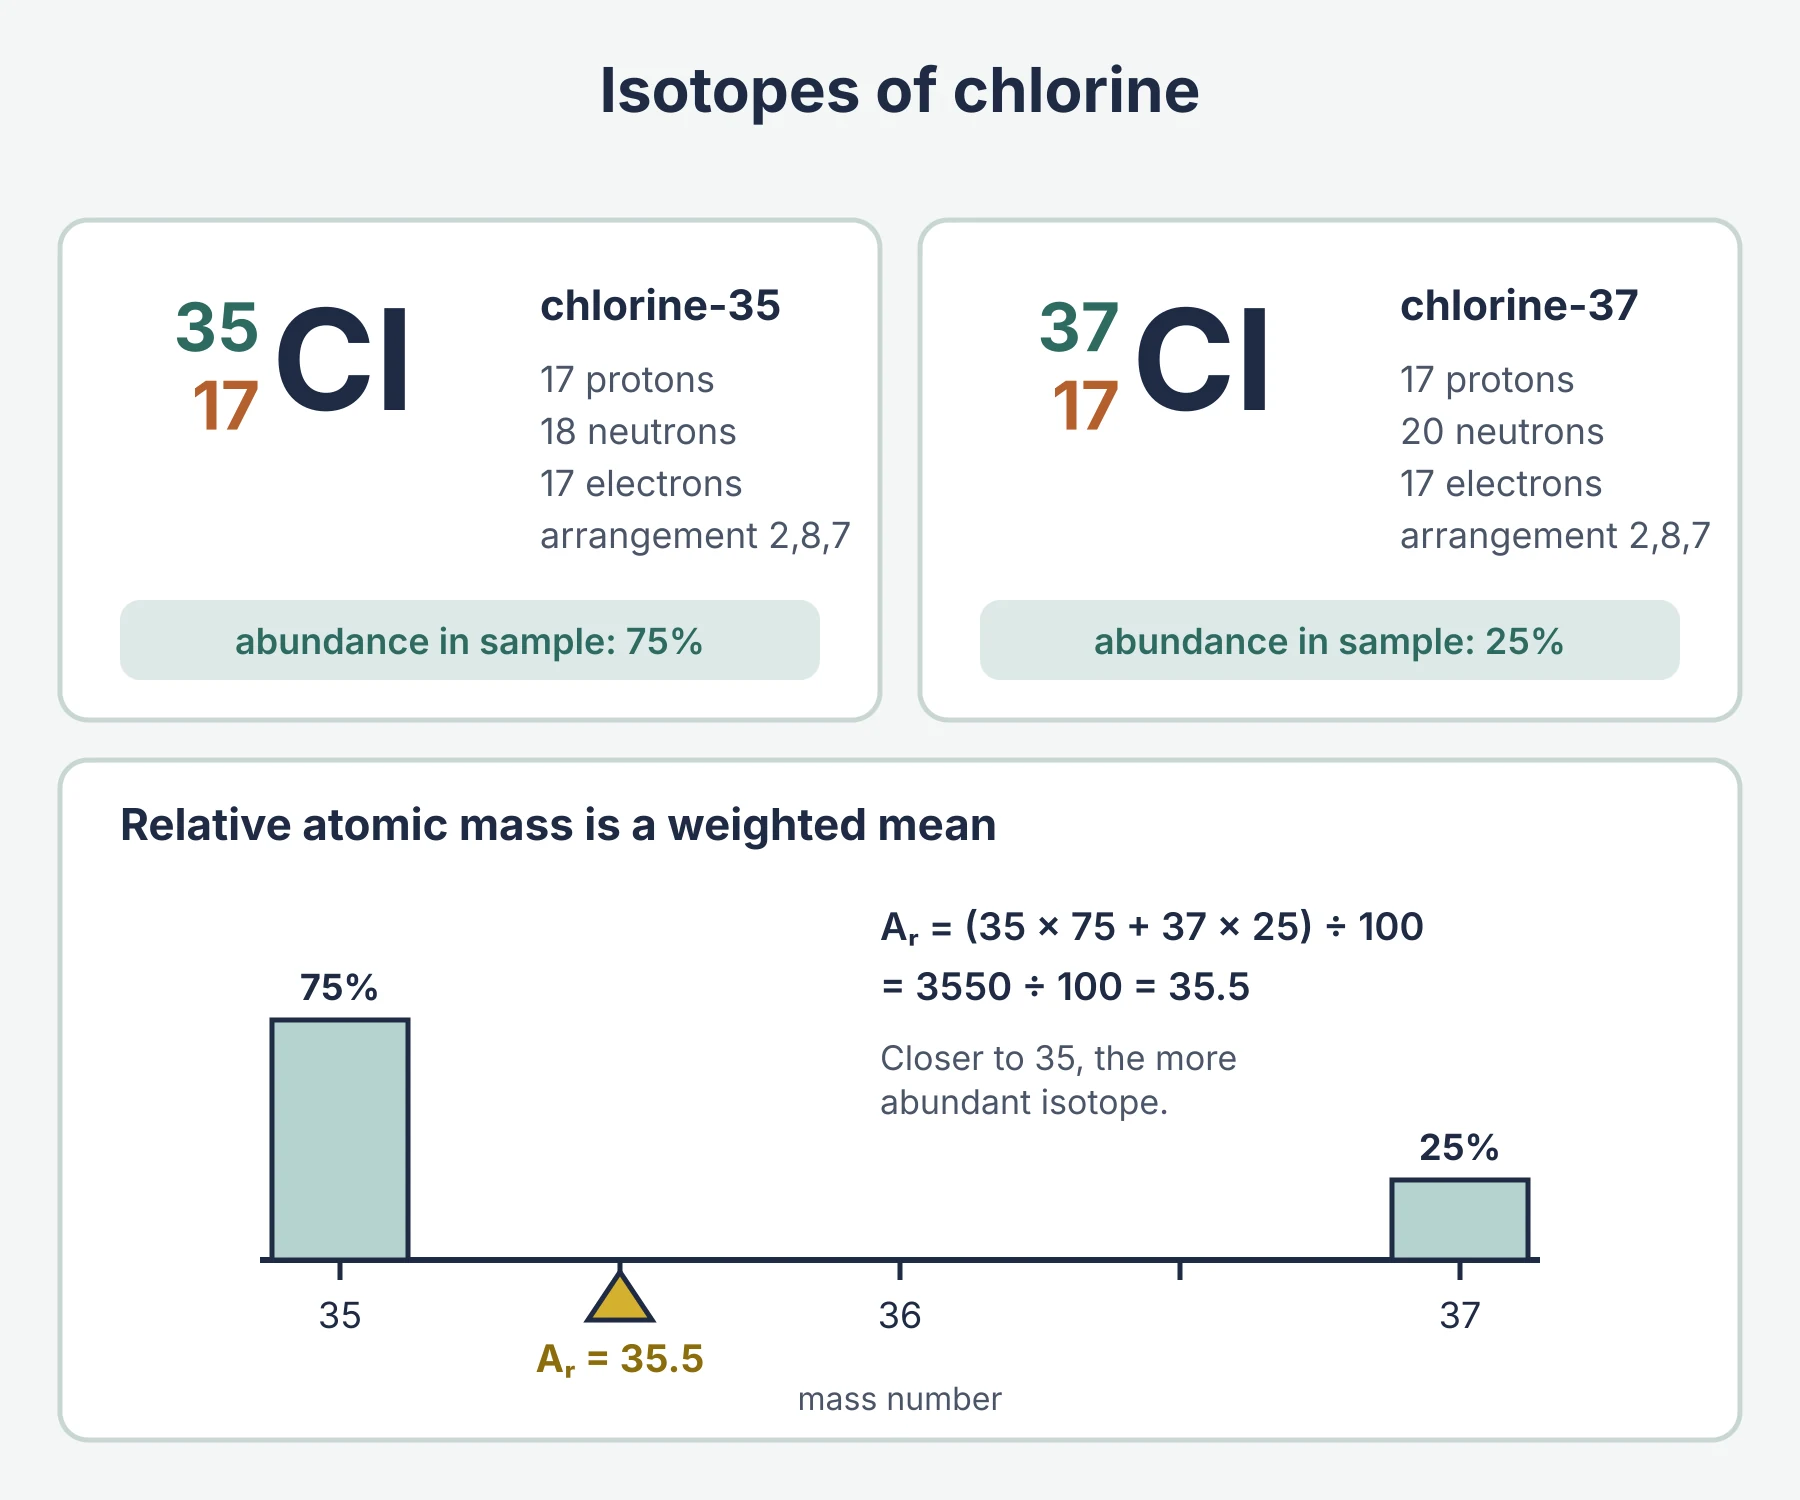 Isotopes of chlorine
35
17
Cl
chlorine-35
17 protons
18 neutrons
17 electrons
arrangement 2,8,7
abundance in sample: 75%
37
17
Cl
chlorine-37
17 protons
20 neutrons
17 electrons
arrangement 2,8,7
abundance in sample: 25%
Relative atomic mass is a weighted mean
Aᵣ = (35 × 75 + 37 × 25) ÷ 100
= 3550 ÷ 100 = 35.5
Closer to 35, the more
abundant isotope.
75%
25%
35
36
37
Aᵣ = 35.5
mass number